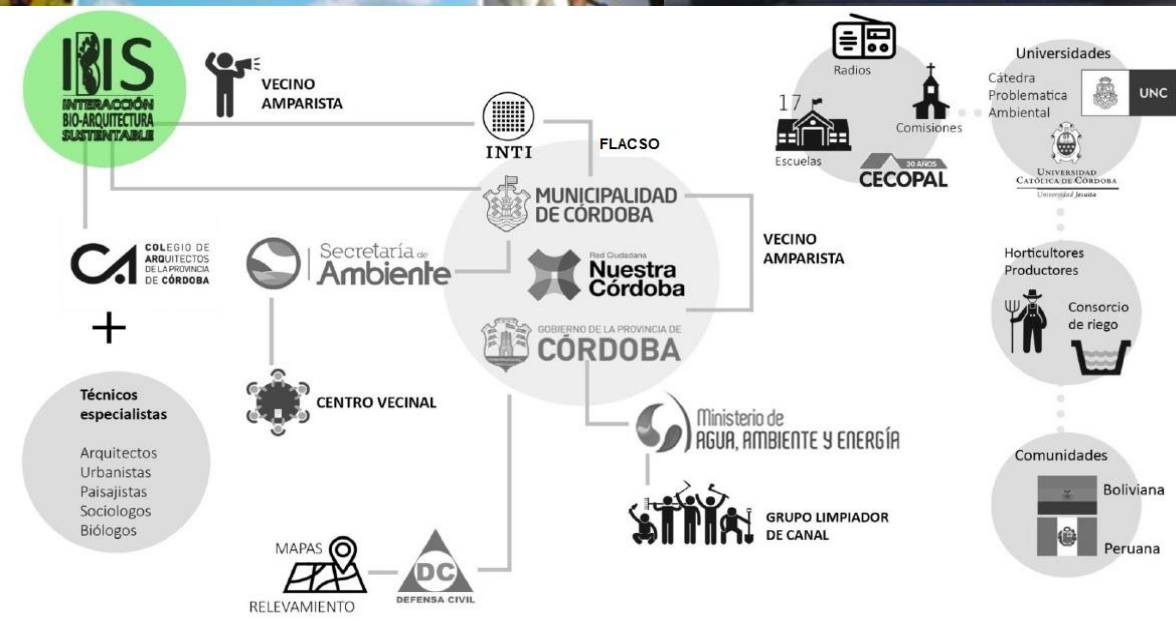 IBIS
INTERACCIÓN
BIO-ARQUITECTURA
SUSTENTABLE
VECINO
AMPARISTA
INTI
FLACSO
MUNICIPALIDAD
DE CÓRDOBA
Secretaría de
Ambiente
Red Ciudadana
Nuestra
Córdoba
GOBIERNO DE LA PROVINCIA DE
CÓRDOBA
VECINO
AMPARISTA
CA
COLEGIO DE
ARQUITECTOS
DE LA PROVINCIA
DE CÓRDOBA
+
Técnicos
especialistas
Arquitectos
Urbanistas
Paisajistas
Sociologos
Biólogos
CENTRO VECINAL
Ministerio de
AGUA, AMBIENTE Y ENERGÍA
GRUPO LIMPIADOR
DE CANAL
MAPAS
RELEVAMIENTO
DC
DEFENSA CIVIL
Radios
17
Escuelas
Comisiones
30 AÑOS
CECOPAL
Universidades
Cátedra
Problematica
Ambiental
UNC
UNIVERSIDAD
CATÓLICA DE CÓRDOBA
Universidad Jesuita
Horticultores
Productores
Consorcio
de riego
Comunidades
Boliviana
Peruana